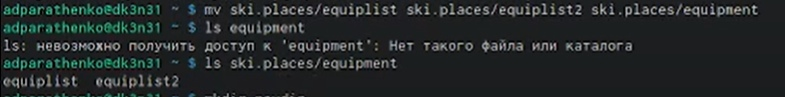 adparathenko@dk3n31 ~ $ mv ski.places/equiplist ski.places/equiplist2 ski.places/equipment
adparathenko@dk3n31 ~ $ ls equipment
ls: невозможно получить доступ к 'equipment': Нет такого файла или каталога
adparathenko@dk3n31 ~ $ ls ski.places/equipment
equiplist  equiplist2